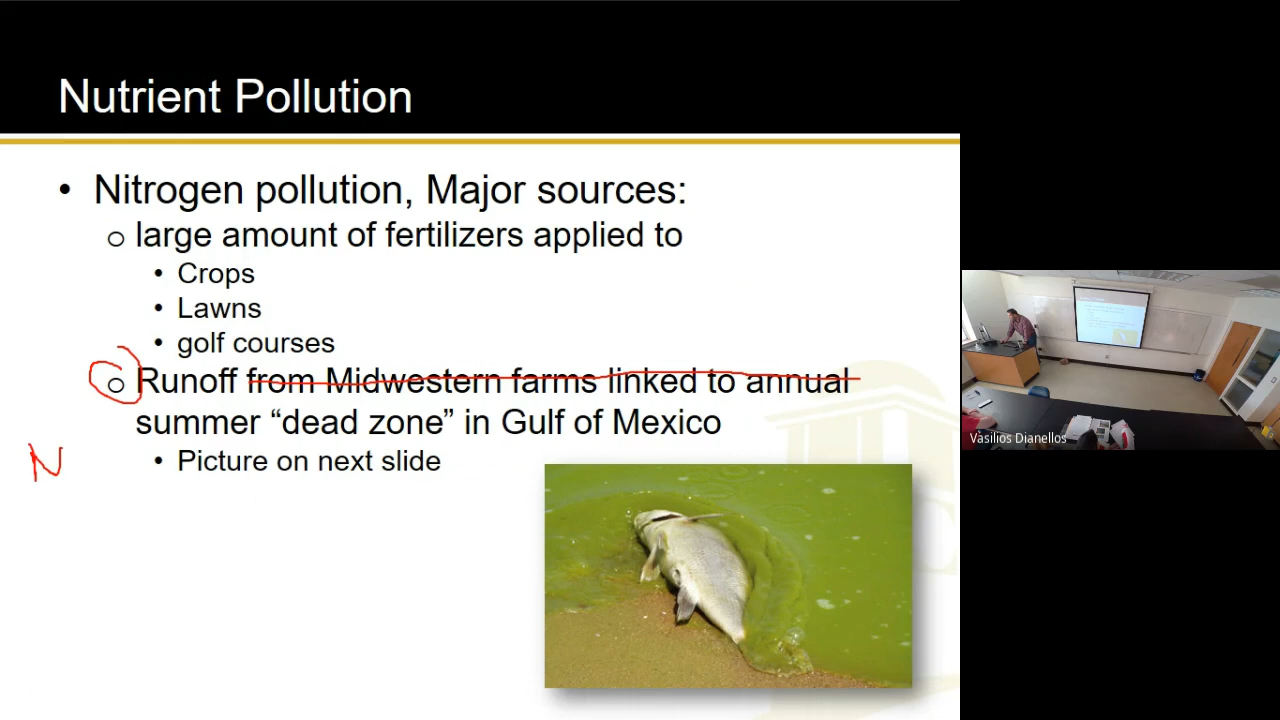 Nutrient Pollution
• Nitrogen pollution, Major sources:
o large amount of fertilizers applied to
• Crops
• Lawns
• golf courses
o Runoff from Midwestern farms linked to annual
summer “dead zone” in Gulf of Mexico
N
• Picture on next slide
Vasilios Dianellos